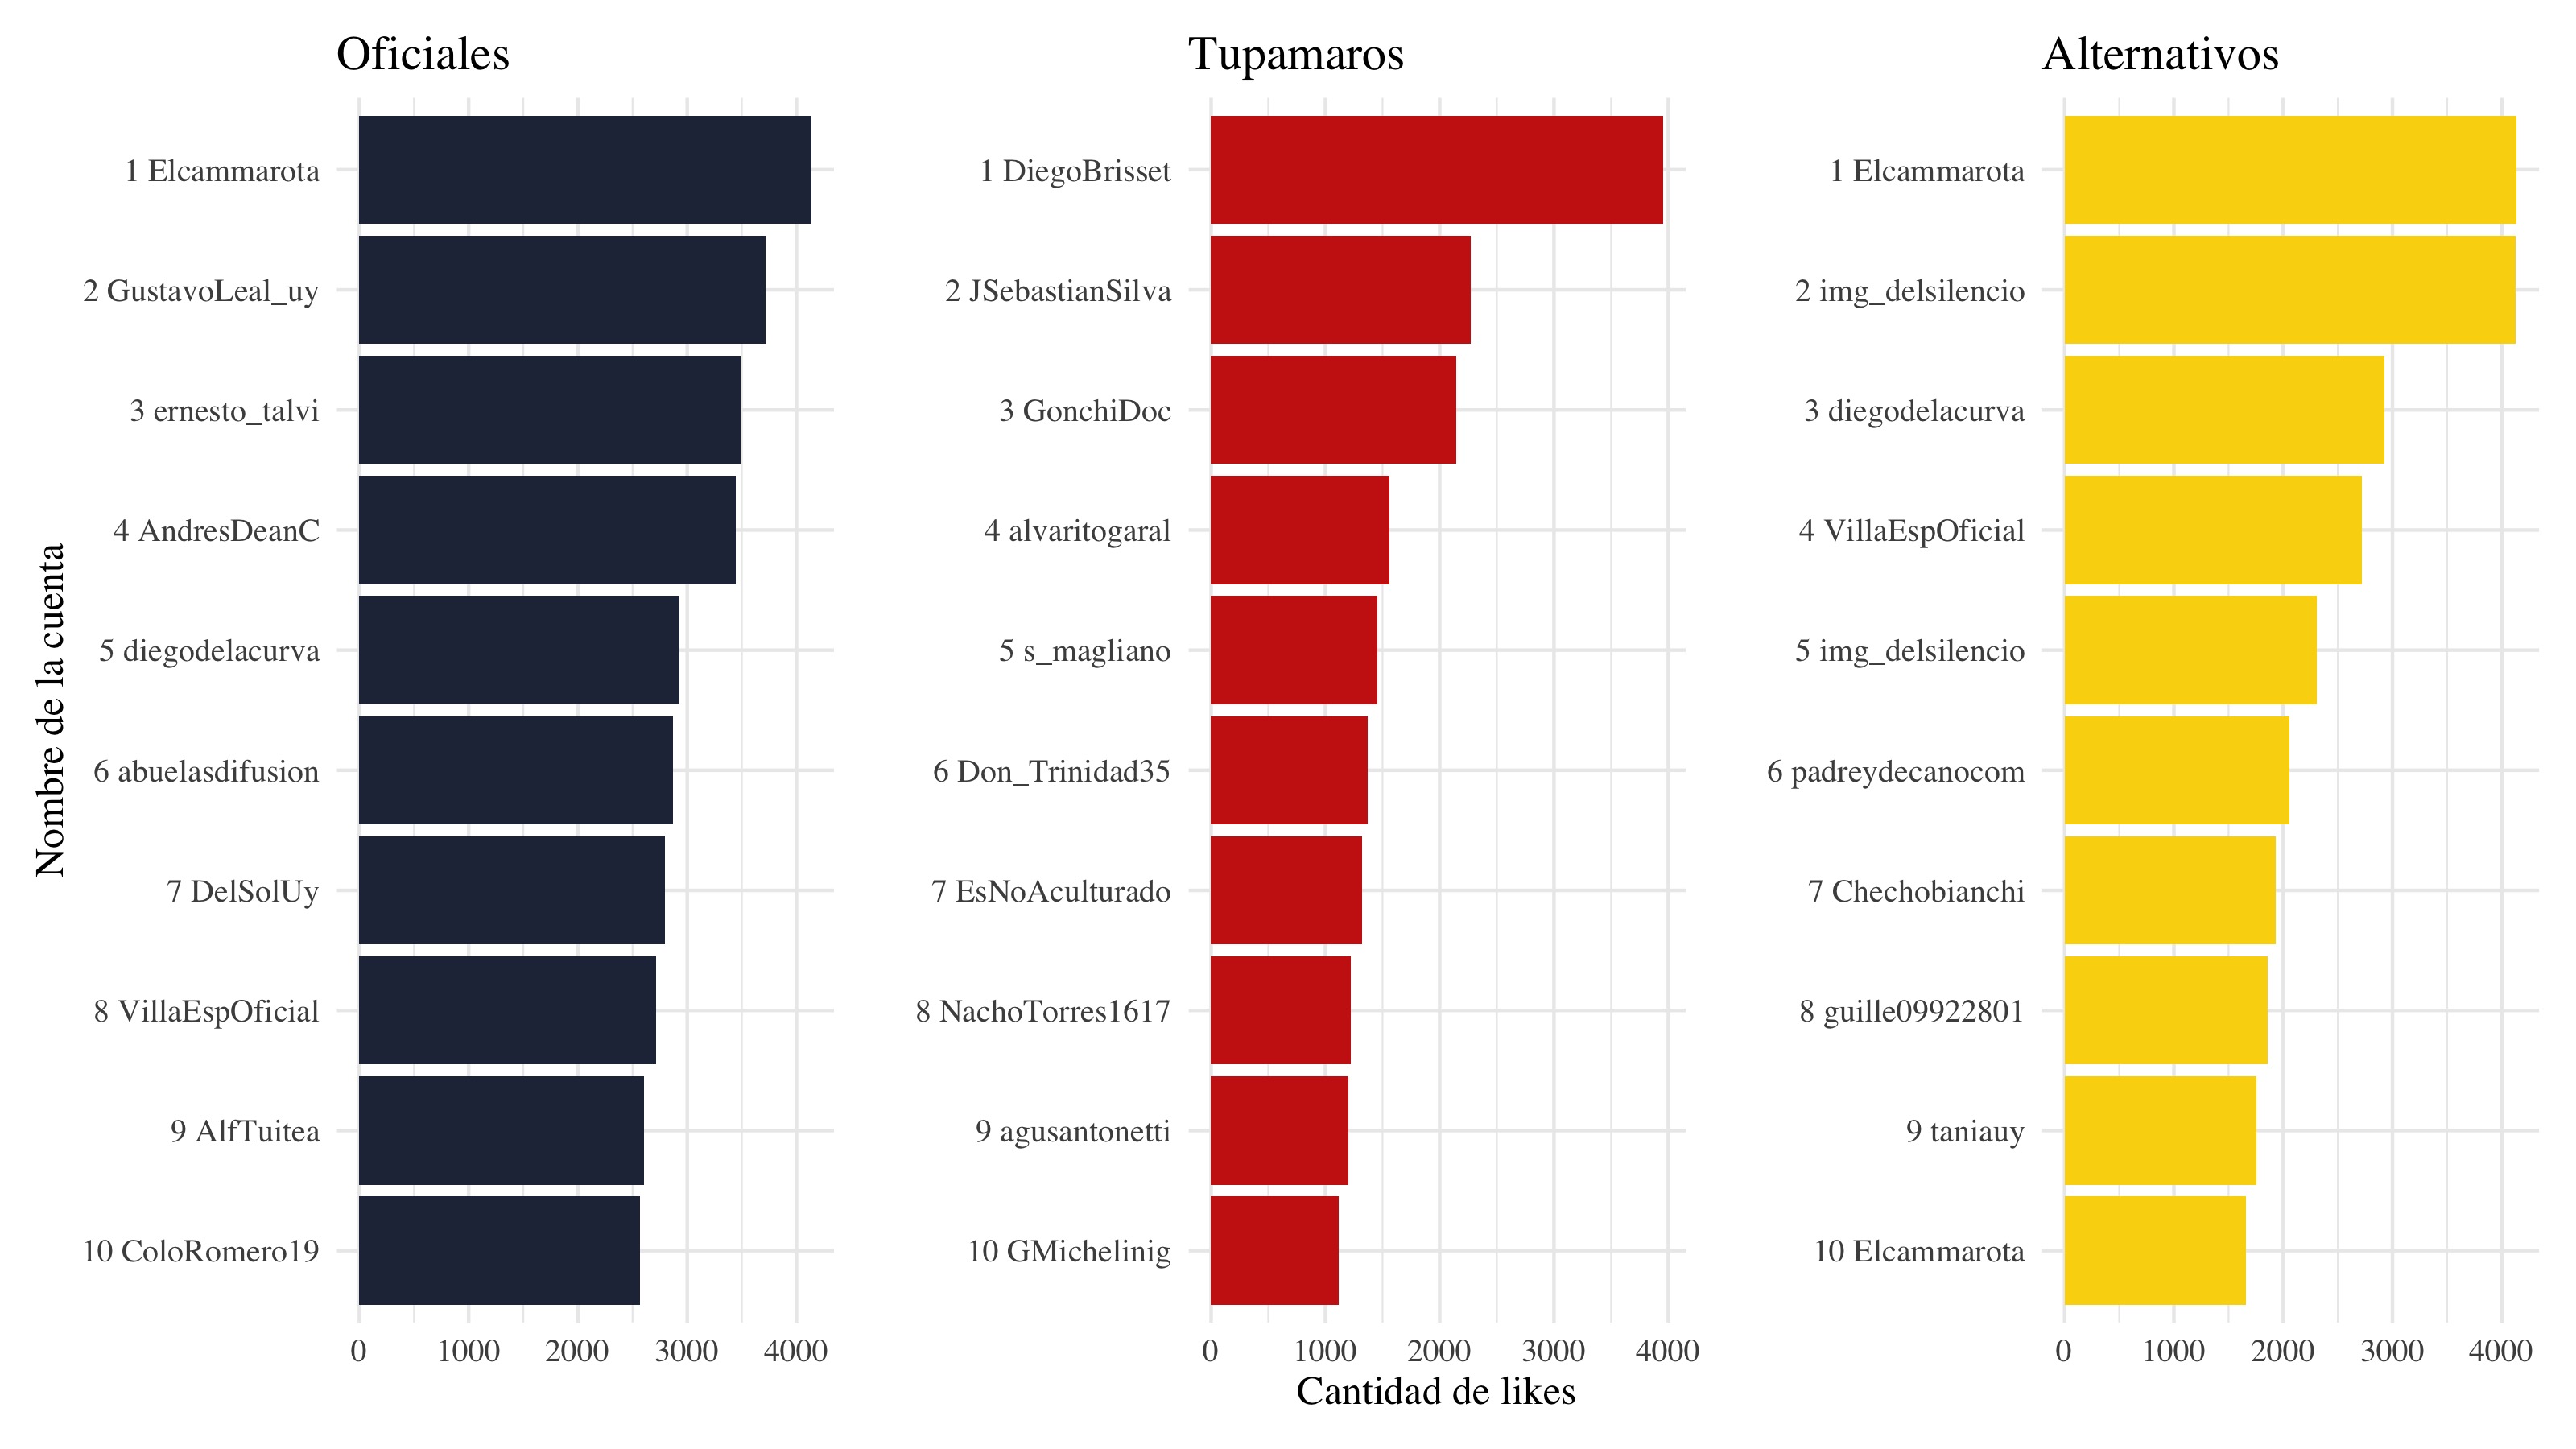 Oficiales
1 Elcammarota
2 GustavoLeal_uy
3 ernesto_talvi
4 AndresDeanC
5 diegodelacurva
6 abuelasdifusion
7 DelSolUy
8 VillaEspOficial
9 AlfTuitea
10 ColoRomero19
0 1000 2000 3000 4000
Nombre de la cuenta
Tupamaros
1 DiegoBrisset
2 JSebastianSilva
3 GonchiDoc
4 alvaritogaral
5 s_magliano
6 Don_Trinidad35
7 EsNoAculturado
8 NachoTorres1617
9 agusantonetti
10 GMichelinig
0 1000 2000 3000 4000
Cantidad de likes
Alternativos
1 Elcammarota
2 img_delsilencio
3 diegodelacurva
4 VillaEspOficial
5 img_delsilencio
6 padreydecanocom
7 Chechobianchi
8 guille09922801
9 taniauy
10 Elcammarota
0 1000 2000 3000 4000